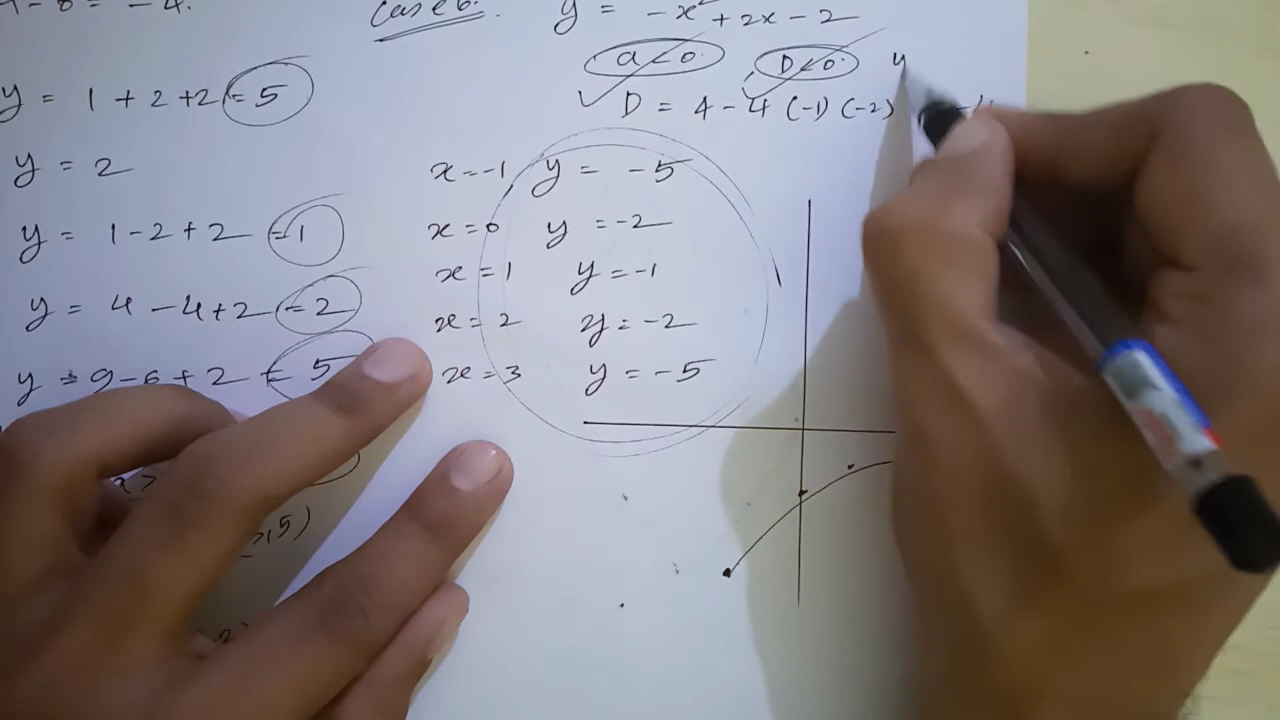 - 8 = -4.
Case 6. y = -x² + 2x - 2
a < 0. D < 0. y
D = 4 - 4 (-1) (-2)
y = 1 + 2 + 2 = 5
y = 2
y = 1 - 2 + 2 = 1
y = 4 - 4 + 2 = 2
y = 9 - 6 + 2 = 5
x = -1 y = -5
x = 0 y = -2
x = 1 y = -1
x = 2 y = -2
x = 3 y = -5